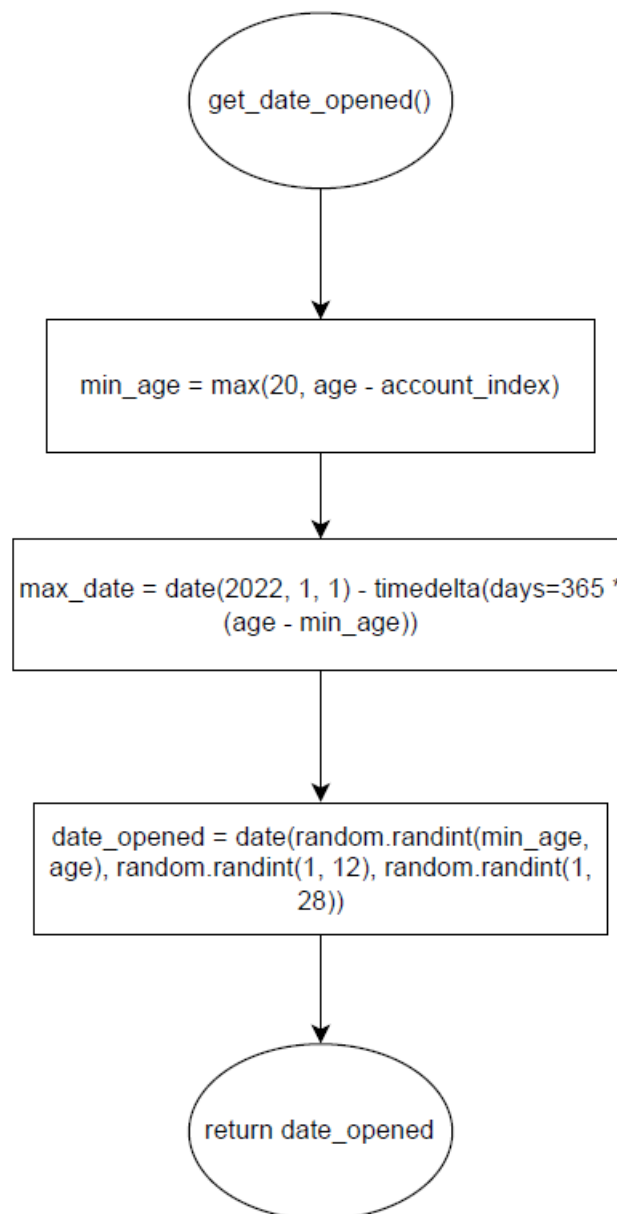 get_date_opened()
min_age = max(20, age - account_index)
max_date = date(2022, 1, 1) - timedelta(days=365 *
(age - min_age))
date_opened = date(random.randint(min_age,
age), random.randint(1, 12), random.randint(1,
28))
return date_opened